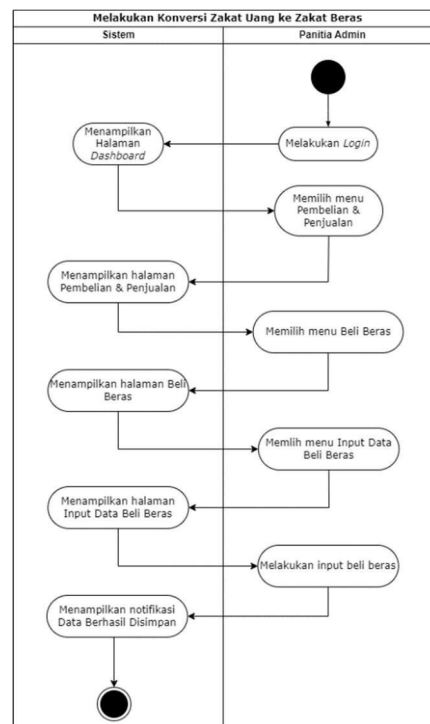 Melakukan Konversi Zakat Uang ke Zakat Beras
Sistem
Panitia Admin
Melakukan Login
Menampilkan
Halaman
Dashboard
Memilih menu
Pembelian &
Penjualan
Menampilkan halaman
Pembelian & Penjualan
Memilih menu Beli Beras
Menampilkan halaman Beli
Beras
Memlih menu Input Data
Beli Beras
Menampilkan halaman
Input Data Beli Beras
Melakukan input beli beras
Menampilkan notifikasi
Data Berhasil Disimpan